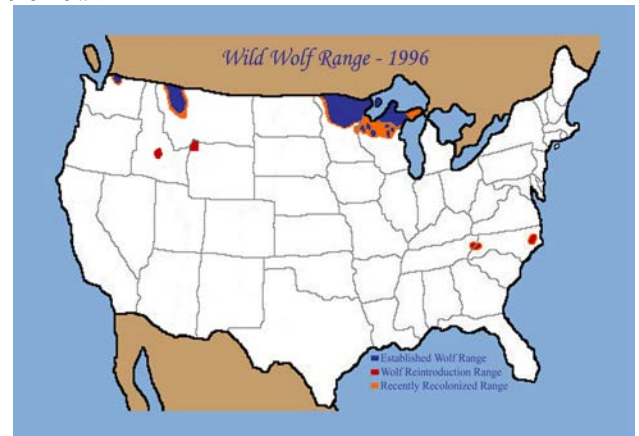 Wild Wolf Range - 1996
Established Wolf Range
Wolf Reintroduction Range
Recently Recolonized Range